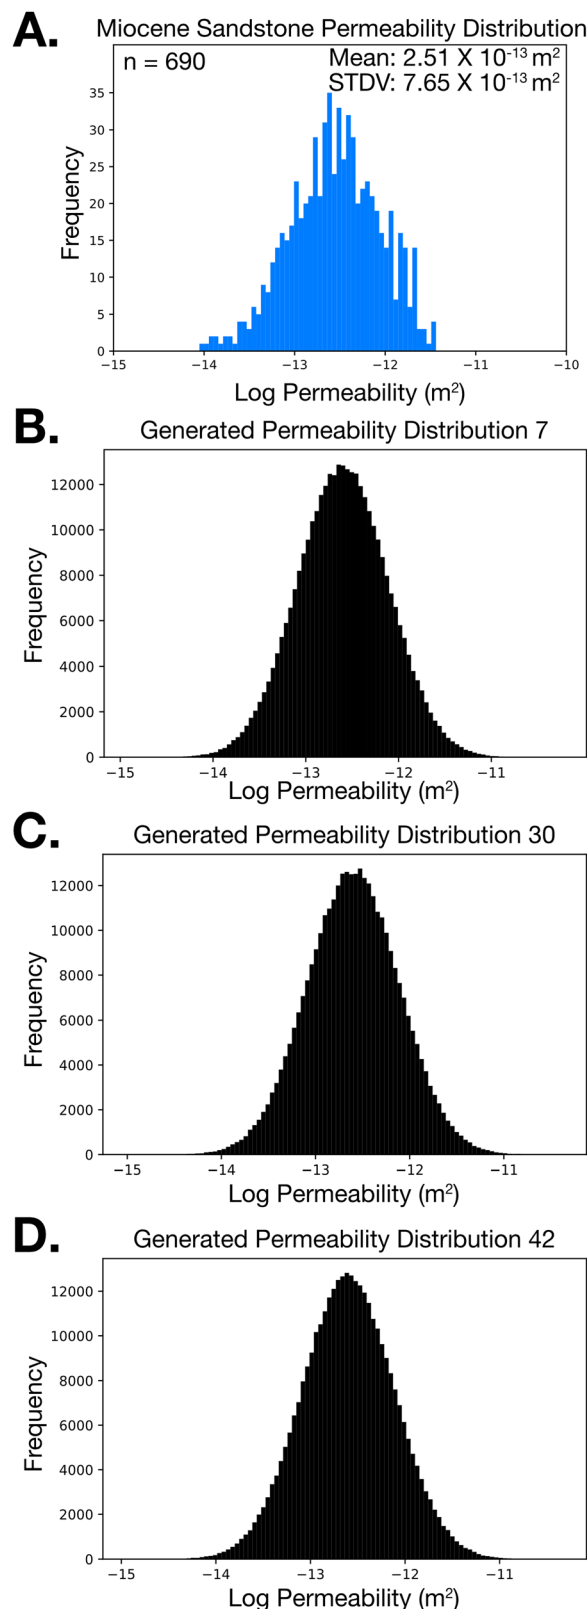 A.
Miocene Sandstone Permeability Distribution
n = 690
Mean: 2.51 X 10⁻¹³ m²
STDV: 7.65 X 10⁻¹³ m²
Frequency
35
30
25
20
15
10
5
0
−15 −14 −13 −12 −11 −10
Log Permeability (m²)
B.
Generated Permeability Distribution 7
Frequency
12000
10000
8000
6000
4000
2000
0
−15 −14 −13 −12 −11
Log Permeability (m²)
C.
Generated Permeability Distribution 30
Frequency
12000
10000
8000
6000
4000
2000
0
−15 −14 −13 −12 −11
Log Permeability (m²)
D.
Generated Permeability Distribution 42
Frequency
12000
10000
8000
6000
4000
2000
0
−15 −14 −13 −12 −11
Log Permeability (m²)